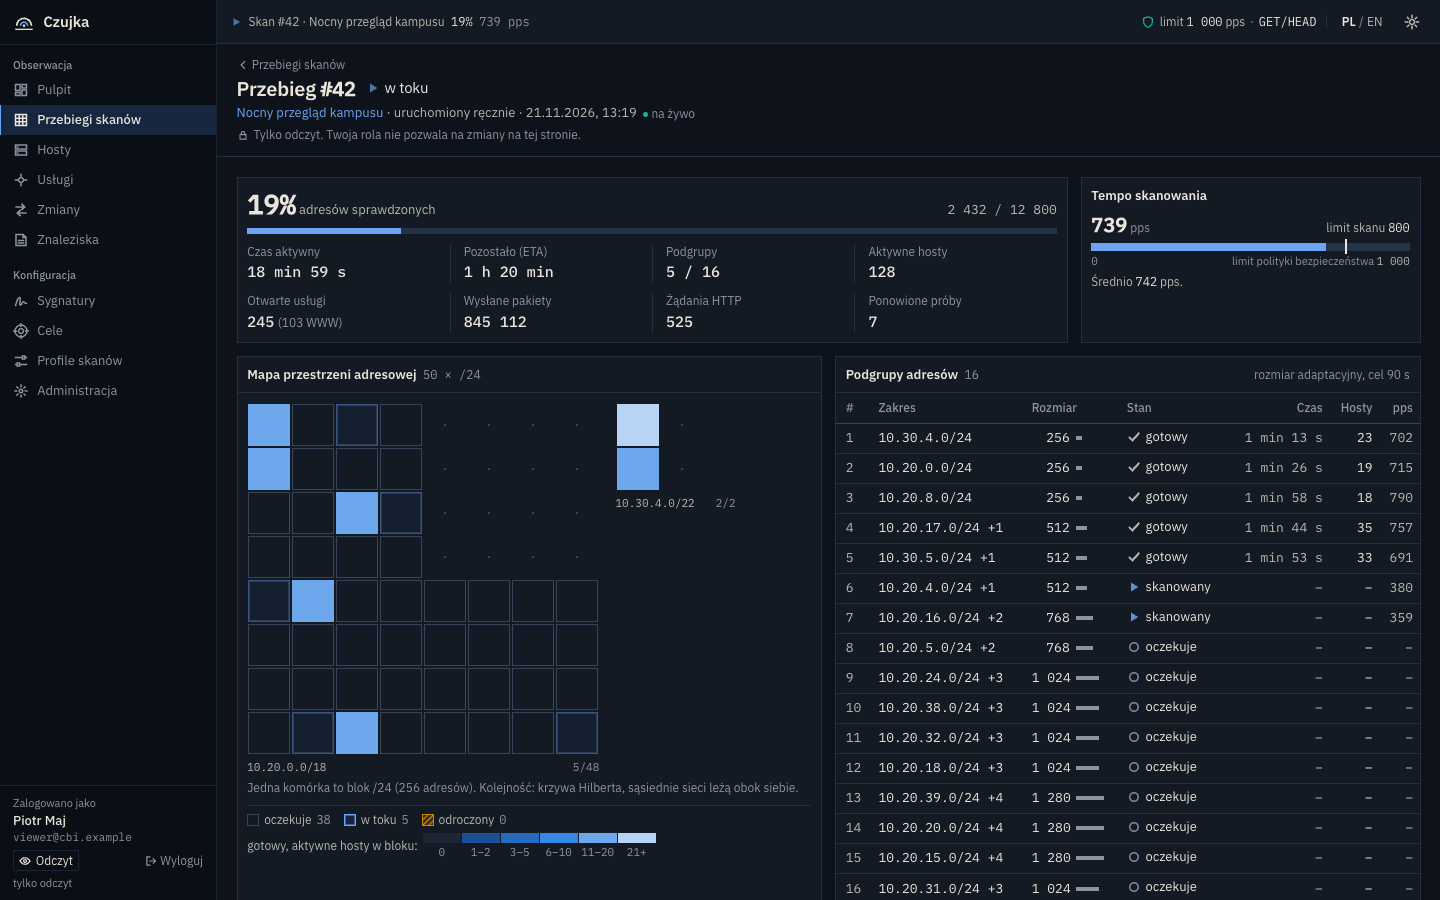 Czujka
Obserwacja
Pulpit
Przebiegi skanów
Hosty
Usługi
Zmiany
Znaleziska
Konfiguracja
Sygnatury
Cele
Profile skanów
Administracja
Zalogowano jako
Piotr Maj
viewer@cbi.example
Odczyt
Wyloguj
tylko odczyt
Skan #42 · Nocny przegląd kampusu 19% 739 pps
limit 1 000 pps · GET/HEAD
PL / EN
Przebiegi skanów
Przebieg #42 w toku
Nocny przegląd kampusu · uruchomiony ręcznie · 21.11.2026, 13:19 na żywo
Tylko odczyt. Twoja rola nie pozwala na zmiany na tej stronie.
19% adresów sprawdzonych 2 432 / 12 800
Czas aktywny Pozostało (ETA) Podgrupy Aktywne hosty
18 min 59 s 1 h 20 min 5 / 16 128
Otwarte usługi Wysłane pakiety Żądania HTTP Ponowione próby
245 (103 WWW) 845 112 525 7
Tempo skanowania
739 pps limit skanu 800
0 limit polityki bezpieczeństwa 1 000
Średnio 742 pps.
Mapa przestrzeni adresowej 50 × /24
10.30.4.0/22 2/2
10.20.0.0/18 5/48
Jedna komórka to blok /24 (256 adresów). Kolejność: krzywa Hilberta, sąsiednie sieci leżą obok siebie.
oczekuje 38 w toku 5 odroczony 0
gotowy, aktywne hosty w bloku:
0 1–2 3–5 6–10 11–20 21+
Podgrupy adresów 16 rozmiar adaptacyjny, cel 90 s
# Zakres Rozmiar Stan Czas Hosty pps
1 10.30.4.0/24 256 gotowy 1 min 13 s 23 702
2 10.20.0.0/24 256 gotowy 1 min 26 s 19 715
3 10.20.8.0/24 256 gotowy 1 min 58 s 18 790
4 10.20.17.0/24 +1 512 gotowy 1 min 44 s 35 757
5 10.30.5.0/24 +1 512 gotowy 1 min 53 s 33 691
6 10.20.4.0/24 +1 512 skanowany – – 380
7 10.20.16.0/24 +2 768 skanowany – – 359
8 10.20.5.0/24 +2 768 oczekuje – – –
9 10.20.24.0/24 +3 1 024 oczekuje – – –
10 10.20.38.0/24 +3 1 024 oczekuje – – –
11 10.20.32.0/24 +3 1 024 oczekuje – – –
12 10.20.18.0/24 +3 1 024 oczekuje – – –
13 10.20.39.0/24 +4 1 280 oczekuje – – –
14 10.20.20.0/24 +4 1 280 oczekuje – – –
15 10.20.15.0/24 +4 1 280 oczekuje – – –
16 10.20.31.0/24 +3 1 024 oczekuje – – –